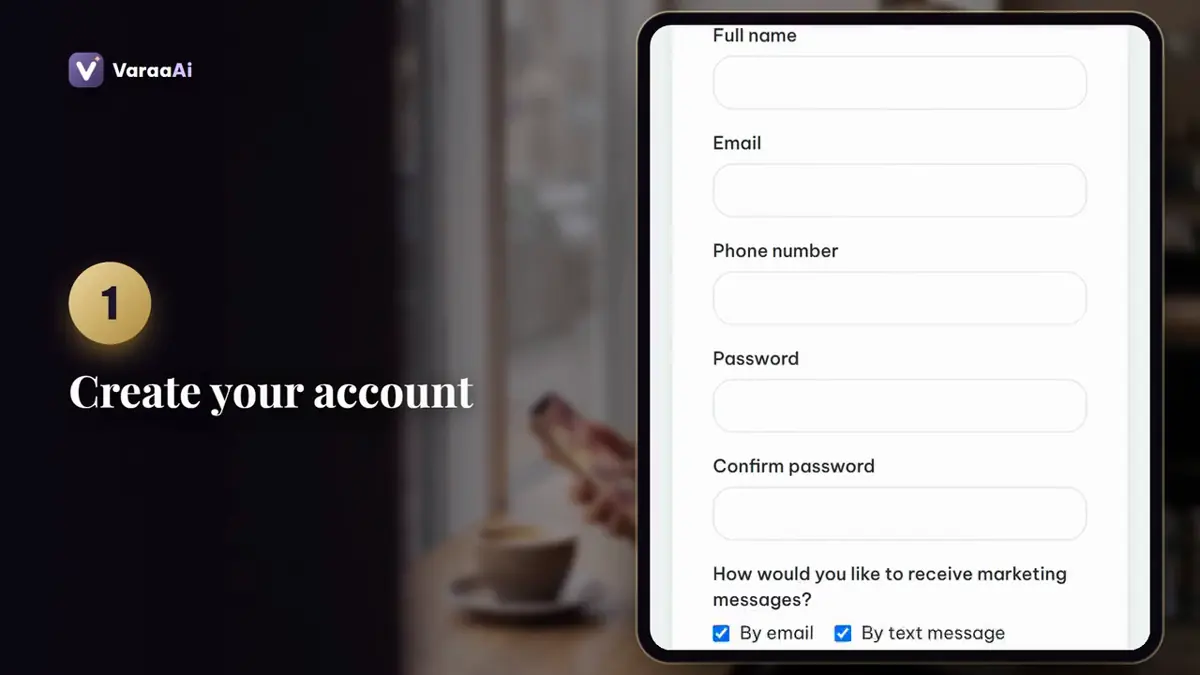 VaraaAi
1
Create your account
Full name
Email
Phone number
Password
Confirm password
How would you like to receive marketing
messages?
By email
By text message